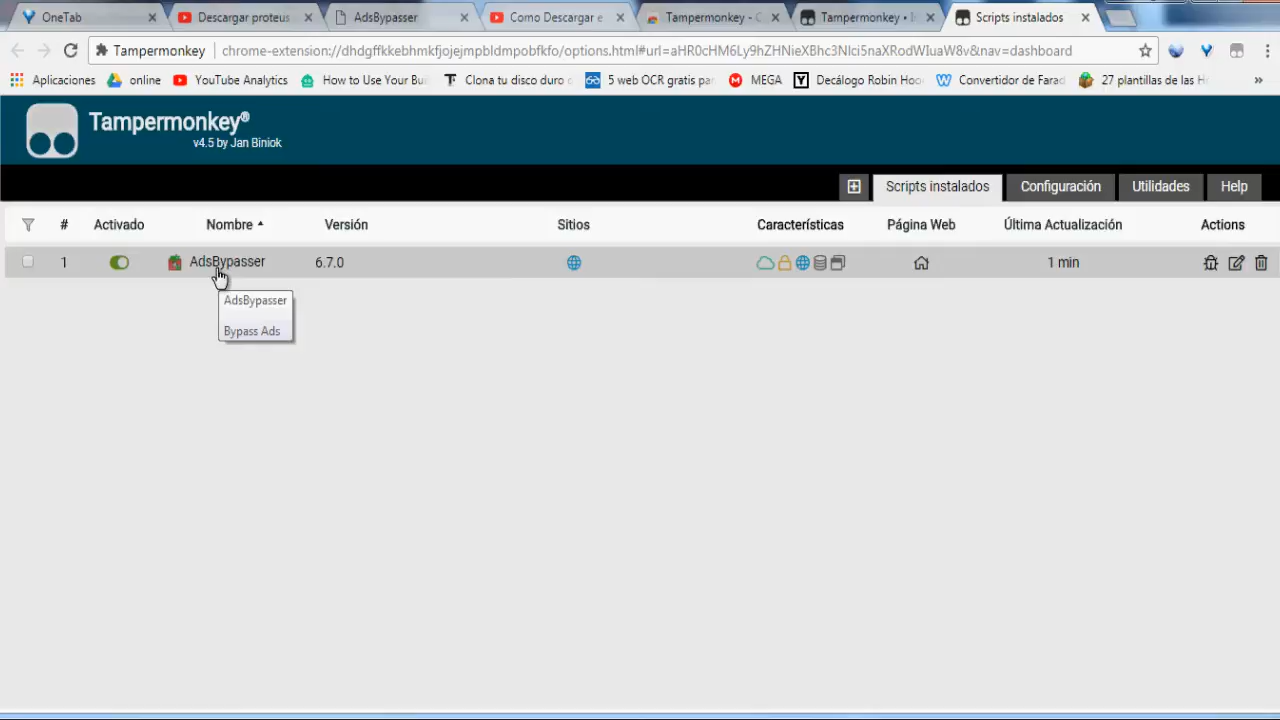 OneTab
Descargar proteus
AdsBypasser
Como Descargar e
Tampermonkey - C
Tampermonkey • Is
Scripts instalados
Tampermonkey
chrome-extension://dhdgffkkebhmkfjojejmpbldmpobfkfo/options.html#url=aHR0cHM6Ly9hZHNieXBhc3Nlci5naXRodWIuaW8v&nav=dashboard
Aplicaciones
online
YouTube Analytics
How to Use Your Bu
Clona tu disco duro
5 web OCR gratis par
MEGA
Decálogo Robin Hoo
Convertidor de Farad
27 plantillas de las H
»
Tampermonkey®
v4.5 by Jan Biniok
Scripts instalados
Configuración
Utilidades
Help
# Activado Nombre Versión Sitios Características Página Web Última Actualización Actions
1 AdsBypasser 6.7.0 1 min
AdsBypasser
Bypass Ads